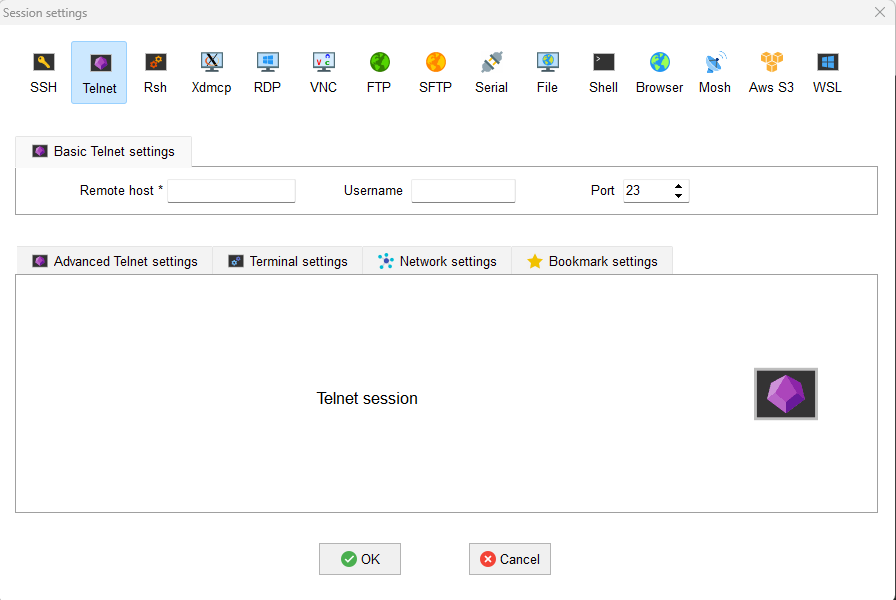 Session settings
SSH Telnet Rsh Xdmcp RDP VNC FTP SFTP Serial File Shell Browser Mosh Aws S3 WSL
Basic Telnet settings
Remote host * Username Port 23
Advanced Telnet settings Terminal settings Network settings Bookmark settings
Telnet session
OK Cancel